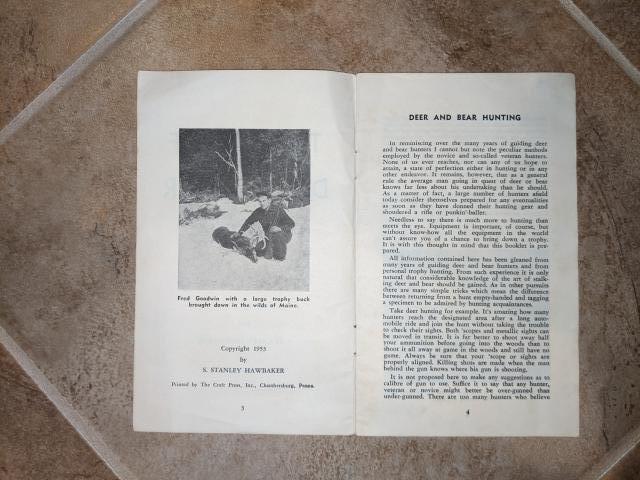 Fred Goodwin with a large trophy buck
brought down in the wilds of Maine.
Copyright 1953
by
S. STANLEY HAWBAKER
Printed by The Craft Press, Inc., Chambersburg, Penna.
3
DEER AND BEAR HUNTING
In reminiscing over the many years of guiding deer
and bear hunters I cannot but note the peculiar methods
employed by the novice and so-called veteran hunters.
None of us ever reaches, nor can any of us hope to
attain, a state of perfection either in hunting or in any
other endeavor. It remains, however, that as a general
rule the average man going in quest of deer or bear
knows far less about his undertaking than he should.
As a matter of fact, a large number of hunters afield
today consider themselves prepared for any eventualities
as soon as they have donned their hunting gear and
shouldered a rifle or punkin'-baller.
Needless to say there is much more to hunting than
meets the eye. Equipment is important, of course, but
without know-how all the equipment in the world
can't assure you of a chance to bring down a trophy.
It is with this thought in mind that this booklet is pre-
pared.
All information contained here has been gleaned from
many years of guiding deer and bear hunters and from
personal trophy hunting. From such experience it is only
natural that considerable knowledge of the art of stalk-
ing deer and bear should be gained. As in other pursuits
there are many simple tricks which mean the difference
between returning from a hunt empty-handed and tagging
a specimen to be admired by hunting acquaintances.
Take deer hunting for example. It's amazing how many
hunters reach the designated area after a long auto-
mobile ride and join the hunt without taking the trouble
to check their sights. Both 'scopes and metallic sights can
be moved in transit. It is far better to shoot away half
your ammunition before going into the woods than to
shoot it all away at game in the woods and still have no
game. Always be sure that your 'scope or sights are
properly aligned. Killing shots are made when the man
behind the gun knows where his gun is shooting.
It is not proposed here to make any suggestions as to
calibre of gun to use. Suffice it to say that any hunter,
veteran or novice might better be over-gunned than
under-gunned. There are too many hunters who believe
4